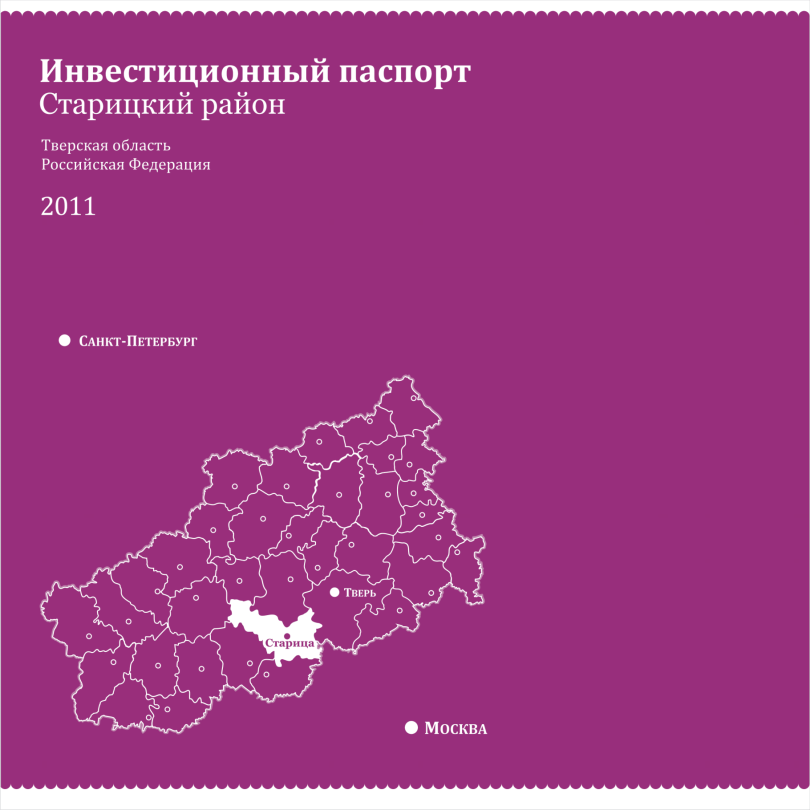 Инвестиционный паспорт
Старицкий район
Тверская область
Российская Федерация
2011
Санкт-Петербург
Тверь
Старица
Москва